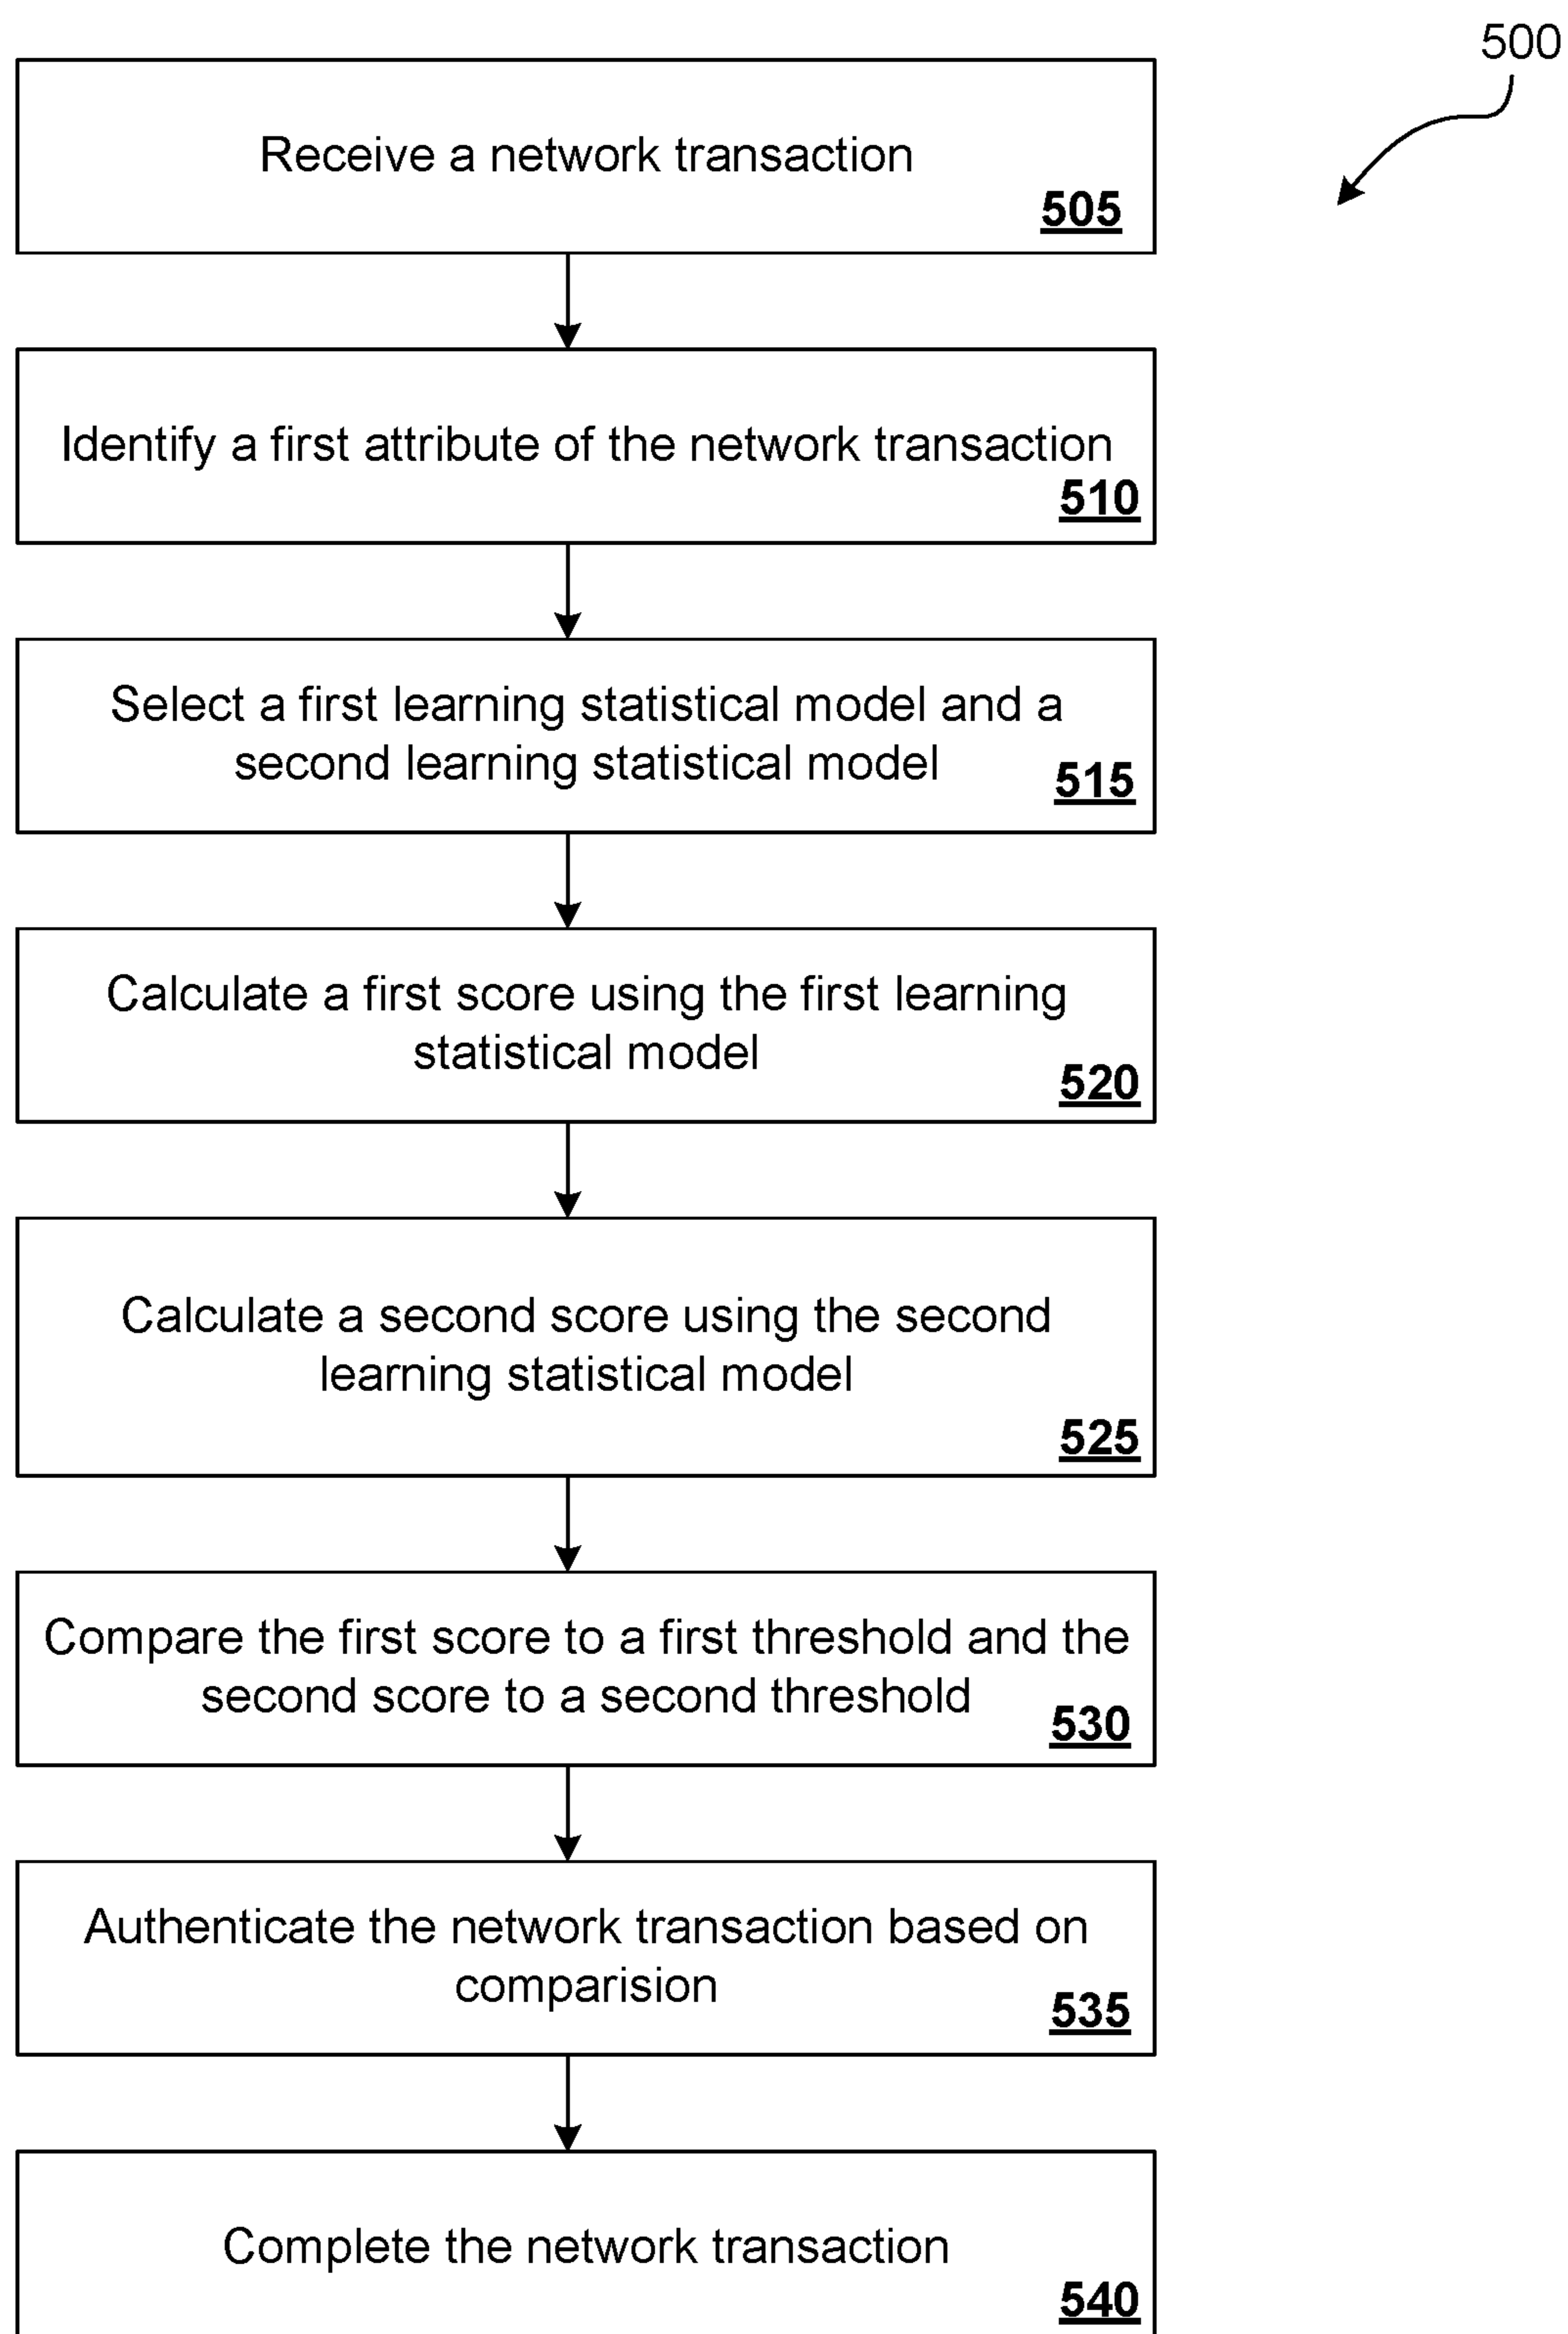 500
Receive a network transaction
505
Identify a first attribute of the network transaction
510
Select a first learning statistical model and a
second learning statistical model
515
Calculate a first score using the first learning
statistical model
520
Calculate a second score using the second
learning statistical model
525
Compare the first score to a first threshold and the
second score to a second threshold
530
Authenticate the network transaction based on
comparision
535
Complete the network transaction
540